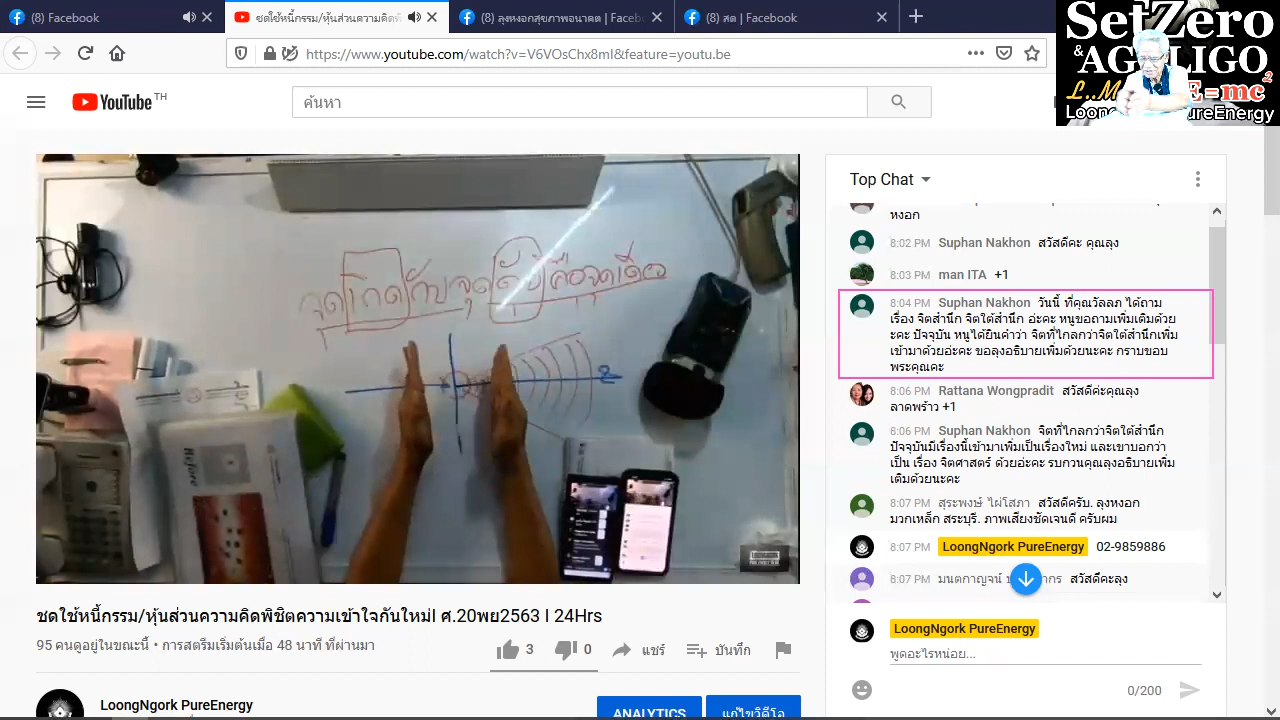 (8) Facebook
ชดใช้หนี้กรรม/หุ้นส่วนความคิดพิ
(8) ลุงหงอกสุขภาพอนาคต | Faceb
(8) สด | Facebook
https://www.youtube.com/watch?v=V6VOsChx8mI&feature=youtu.be
SetZero
&
E=mc²
PureEnergy
YouTube TH
ค้นหา
จุดเกิดกับจุดดับคือจุดเดียว
Before
Top Chat
หงอก
8:02 PM Suphan Nakhon สวัสดีคะ คุณลุง
8:03 PM man ITA +1
8:04 PM Suphan Nakhon วันนี้ ที่คุณวัลลภ ได้ถาม
เรื่อง จิตสำนึก จิตใต้สำนึก อ่ะคะ หนูขอถามเพิ่มเติมด้วย
ะคะ ปัจจุบัน หนูได้ยินคำว่า จิตที่ไกลกว่าจิตใต้สำนึกเพิ่ม
เข้ามาด้วยอ่ะคะ ขอลุงอธิบายเพิ่มด้วยนะคะ กราบขอบ
พระคุณคะ
8:06 PM Rattana Wongpradit สวัสดีค่ะคุณลุง
ลาดพร้าว +1
8:06 PM Suphan Nakhon จิตที่ไกลกว่าจิตใต้สำนึก
ปัจจุบันมีเรื่องนี้เข้ามาเพิ่มเป็นเรื่องใหม่ และเขาบอกว่า
เป็น เรื่อง จิตศาสตร์ ด้วยอ่ะคะ รบกวนคุณลุงอธิบายเพิ่ม
เติมด้วยนะคะ
8:07 PM สุระพงษ์ ไผ่โสภา สวัสดีครับ. ลุงหงอก
มวกเหล็ก สระบุรี. ภาพเสียงชัดเจนดี ครับผม
8:07 PM LoongNgork PureEnergy 02-9859886
8:07 PM มนตกาญจน์ สวัสดีคะลุง
LoongNgork PureEnergy
พูดอะไรหน่อย...
0/200
ชดใช้หนี้กรรม/หุ้นส่วนความคิดพิชิตความเข้าใจกันใหม่l ศ.20พย2563 l 24Hrs
95 คนดูอยู่ในขณะนี้ • การสตรีมเริ่มต้นเมื่อ 48 นาที ที่ผ่านมา
3 0 แชร์ บันทึก
LoongNgork PureEnergy
ANALYTICS
แก้ไขวิดีโอ